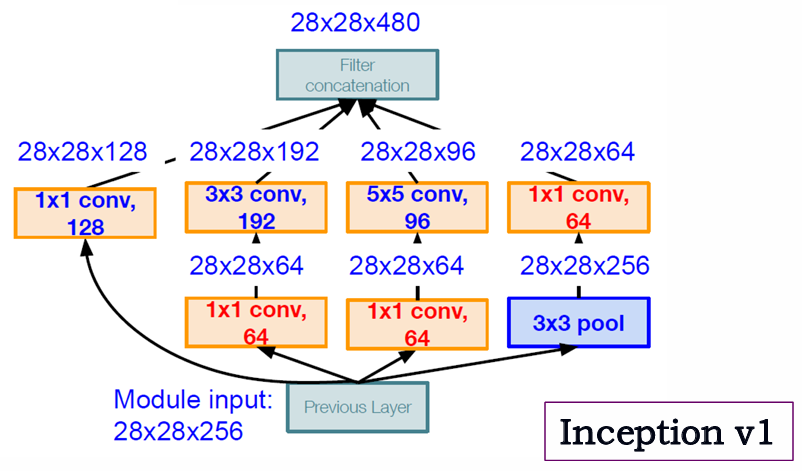 28x28x480
Filter
concatenation
28x28x128
28x28x192
28x28x96
28x28x64
1x1 conv,
128
3x3 conv,
192
5x5 conv,
96
1x1 conv,
64
28x28x64
28x28x64
28x28x256
1x1 conv,
64
1x1 conv,
64
3x3 pool
Module input:
28x28x256
Previous Layer
Inception v1